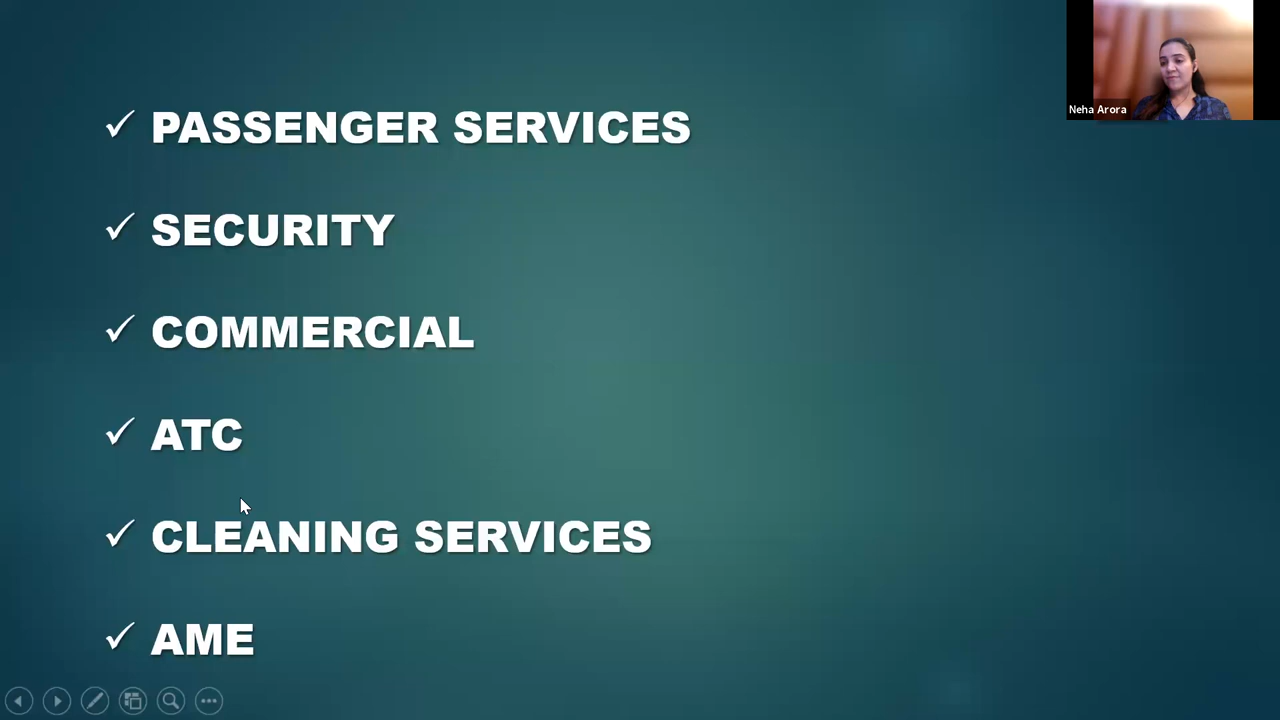 PASSENGER SERVICES
Neha Arora
SECURITY
COMMERCIAL
ATC
CLEANING SERVICES
AME